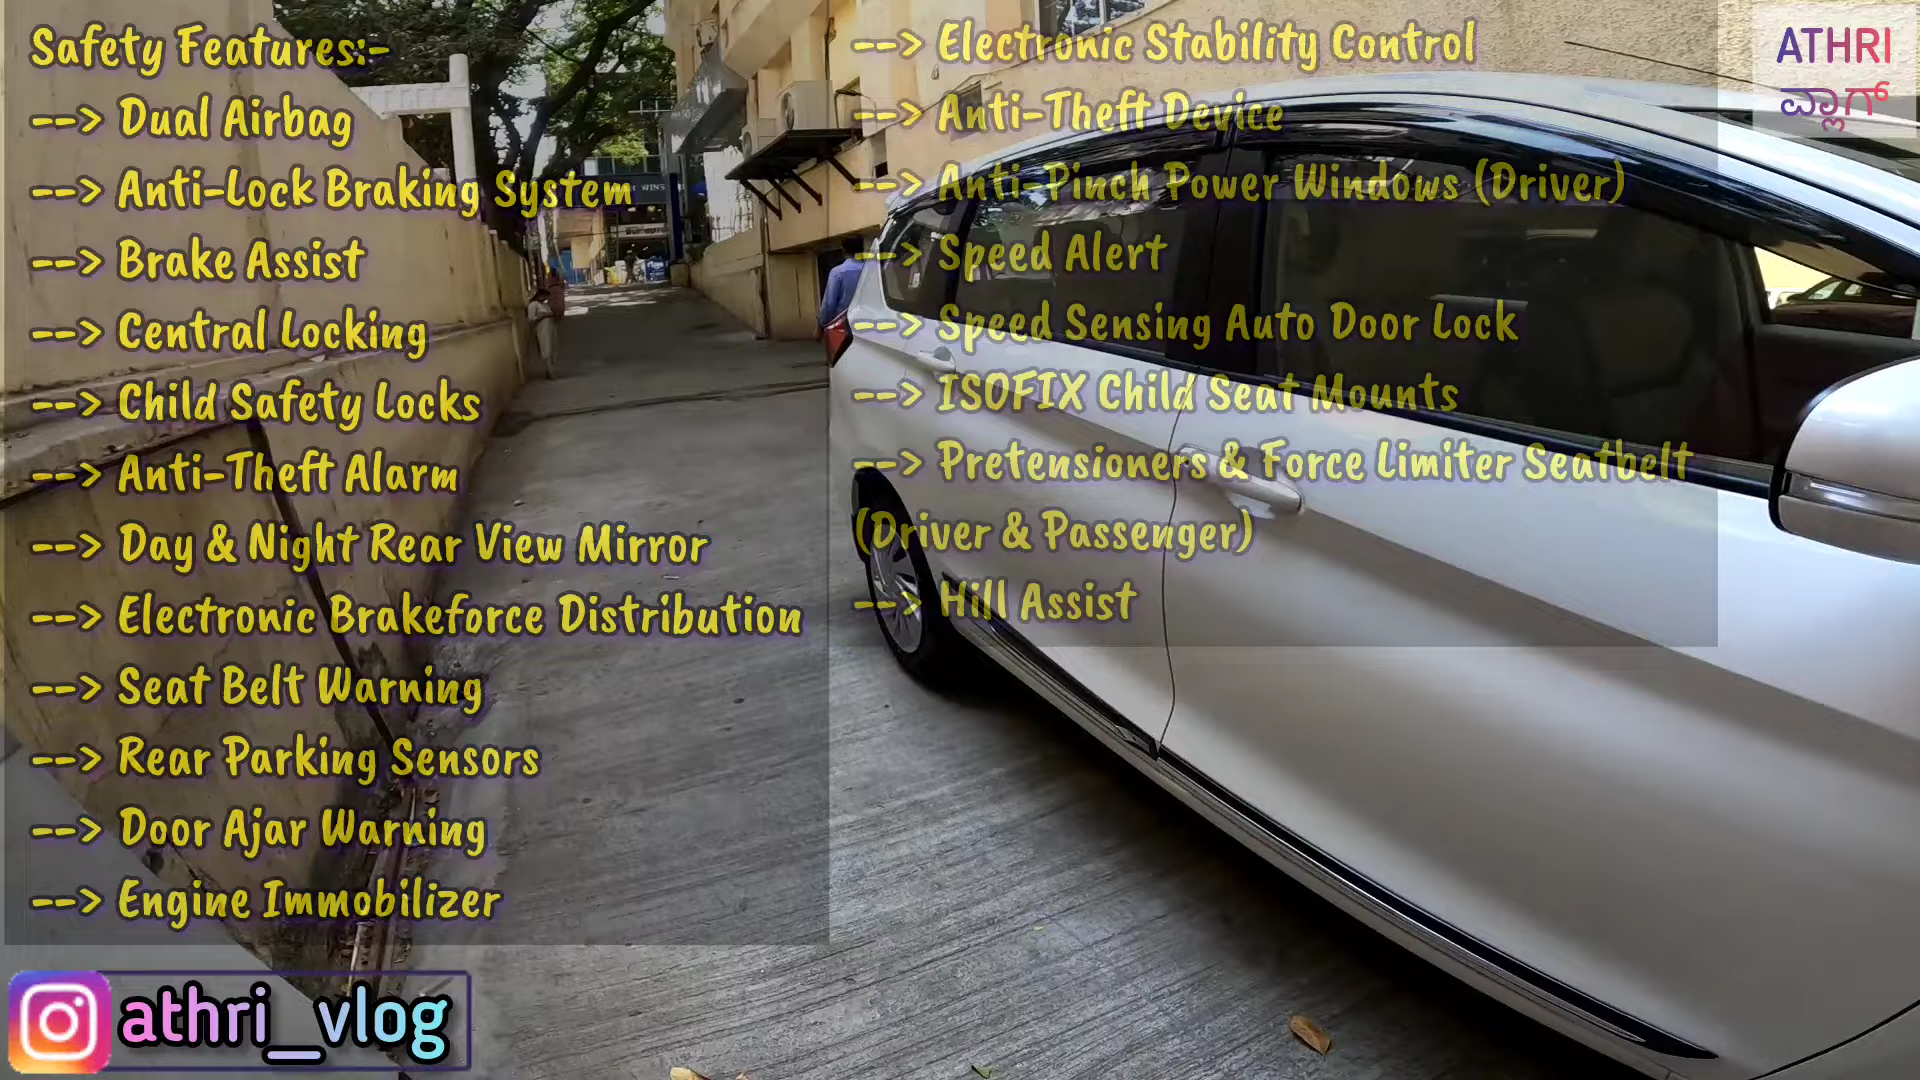 Safety Features:-
--> Dual Airbag
--> Anti-Lock Braking System
--> Brake Assist
--> Central Locking
--> Child Safety Locks
--> Anti-Theft Alarm
--> Day & Night Rear View Mirror
--> Electronic Brakeforce Distribution
--> Seat Belt Warning
--> Rear Parking Sensors
--> Door Ajar Warning
--> Engine Immobilizer
--> Electronic Stability Control
--> Anti-Theft Device
--> Anti-Pinch Power Windows (Driver)
--> Speed Alert
--> Speed Sensing Auto Door Lock
--> ISOFIX Child Seat Mounts
--> Pretensioners & Force Limiter Seatbelt
(Driver & Passenger)
--> Hill Assist
ATHRI
ವ್ಲಾಗ್
athri_vlog